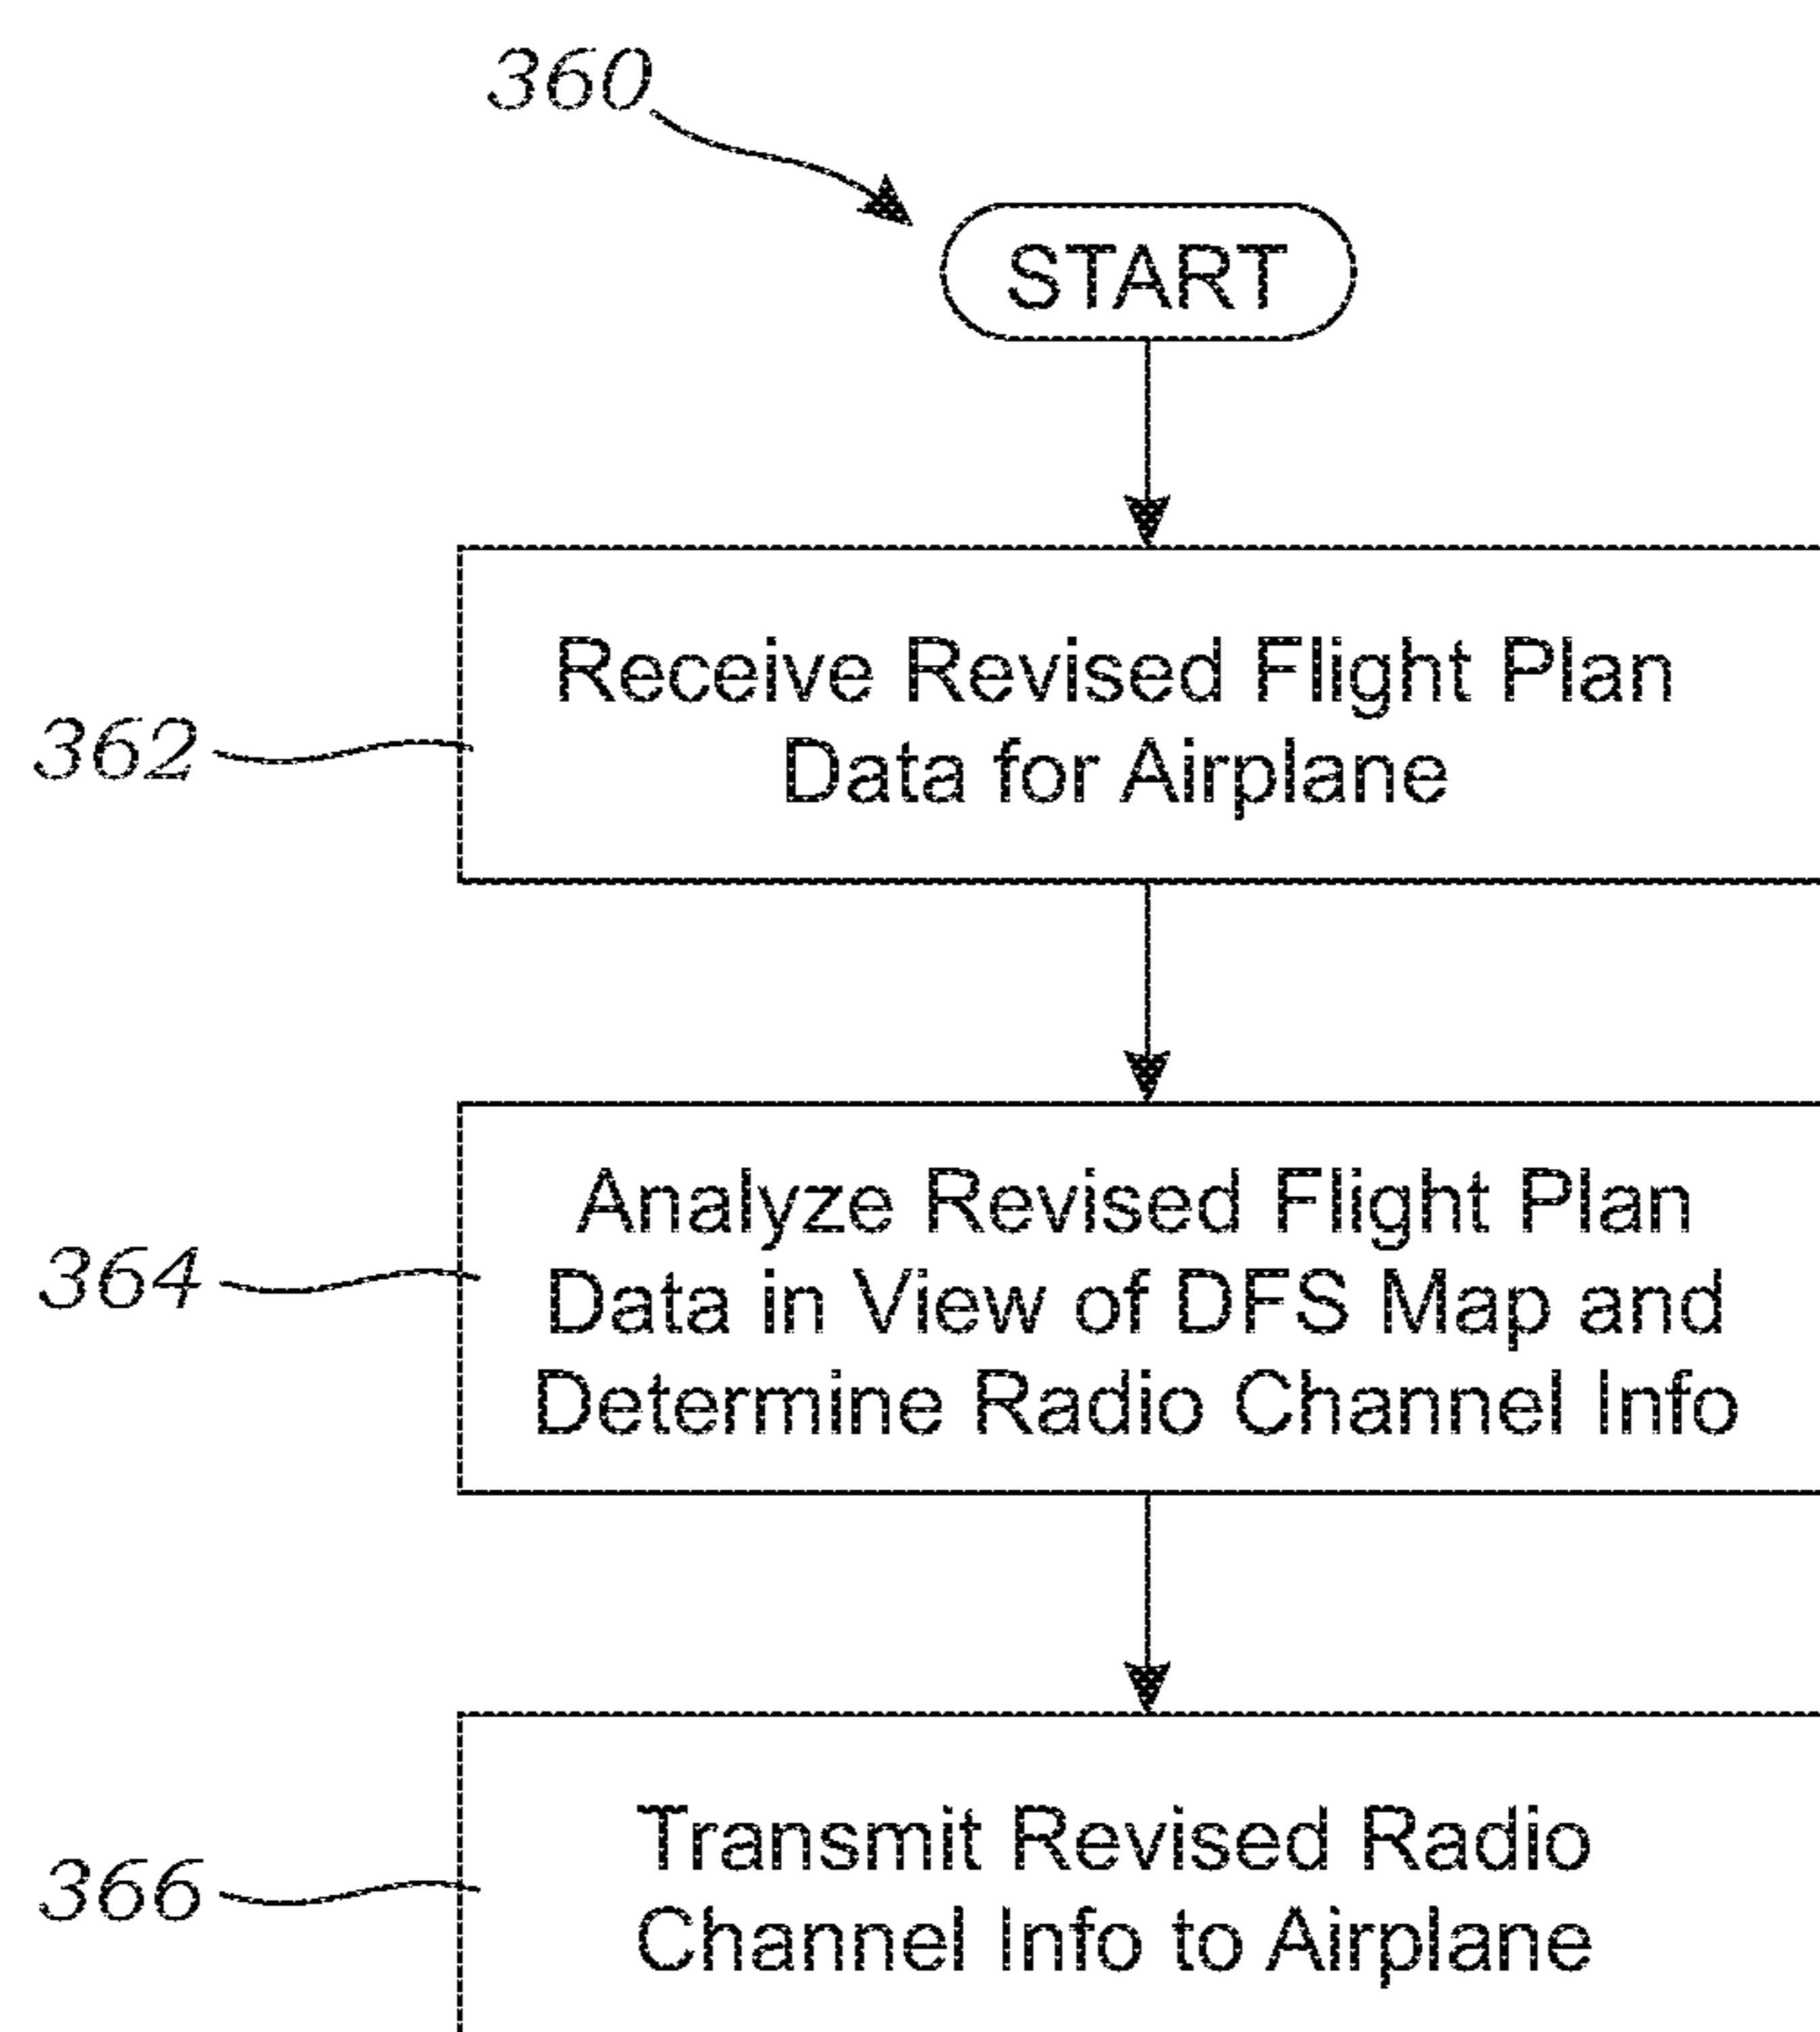 360
START
362
Receive Revised Flight Plan
Data for Airplane
364
Analyze Revised Flight Plan
Data in View of DFS Map and
Determine Radio Channel Info
366
Transmit Revised Radio
Channel Info to Airplane